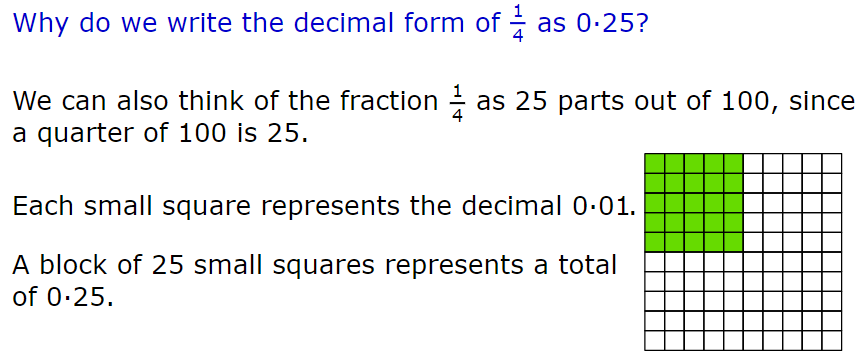 Why do we write the decimal form of 1/4 as 0·25?
We can also think of the fraction 1/4 as 25 parts out of 100, since
a quarter of 100 is 25.
Each small square represents the decimal 0·01.
A block of 25 small squares represents a total
of 0·25.